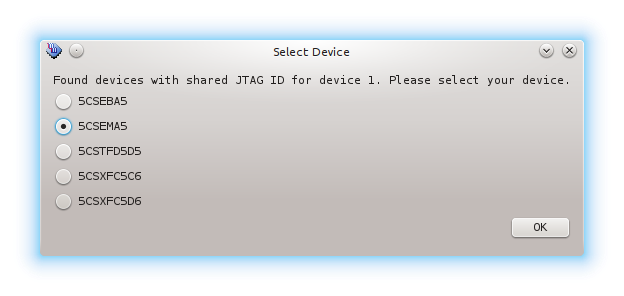 Select Device
Found devices with shared JTAG ID for device 1. Please select your device.
5CSEBA5
5CSEMA5
5CSTFD5D5
5CSXFC5C6
5CSXFC5D6
OK